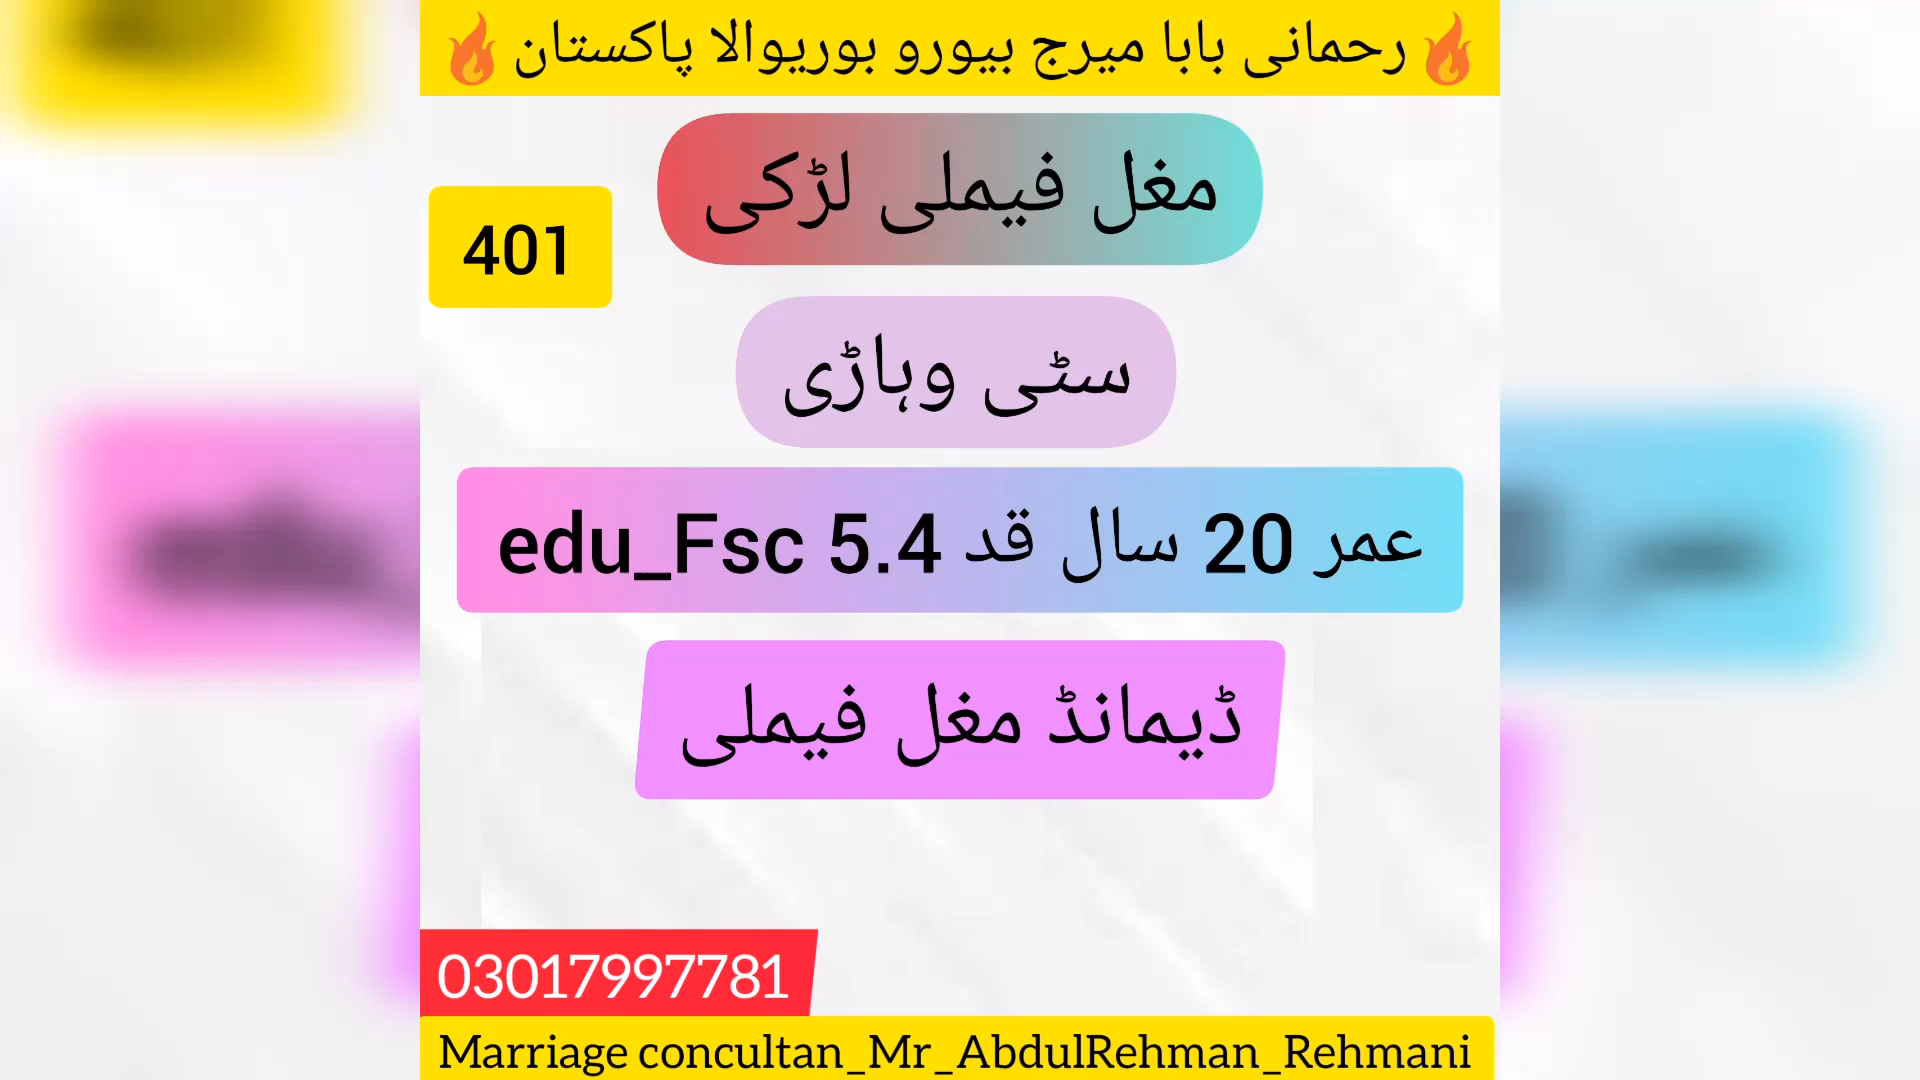 🔥رحمانی بابا میرج بیورو بوریوالا پاکستان🔥
مغل فیملی لڑکی
401
سٹی وہاڑی
عمر 20 سال قد 5.4 edu_Fsc
ڈیمانڈ مغل فیملی
03017997781
Marriage concultan_Mr_AbdulRehman_Rehmani